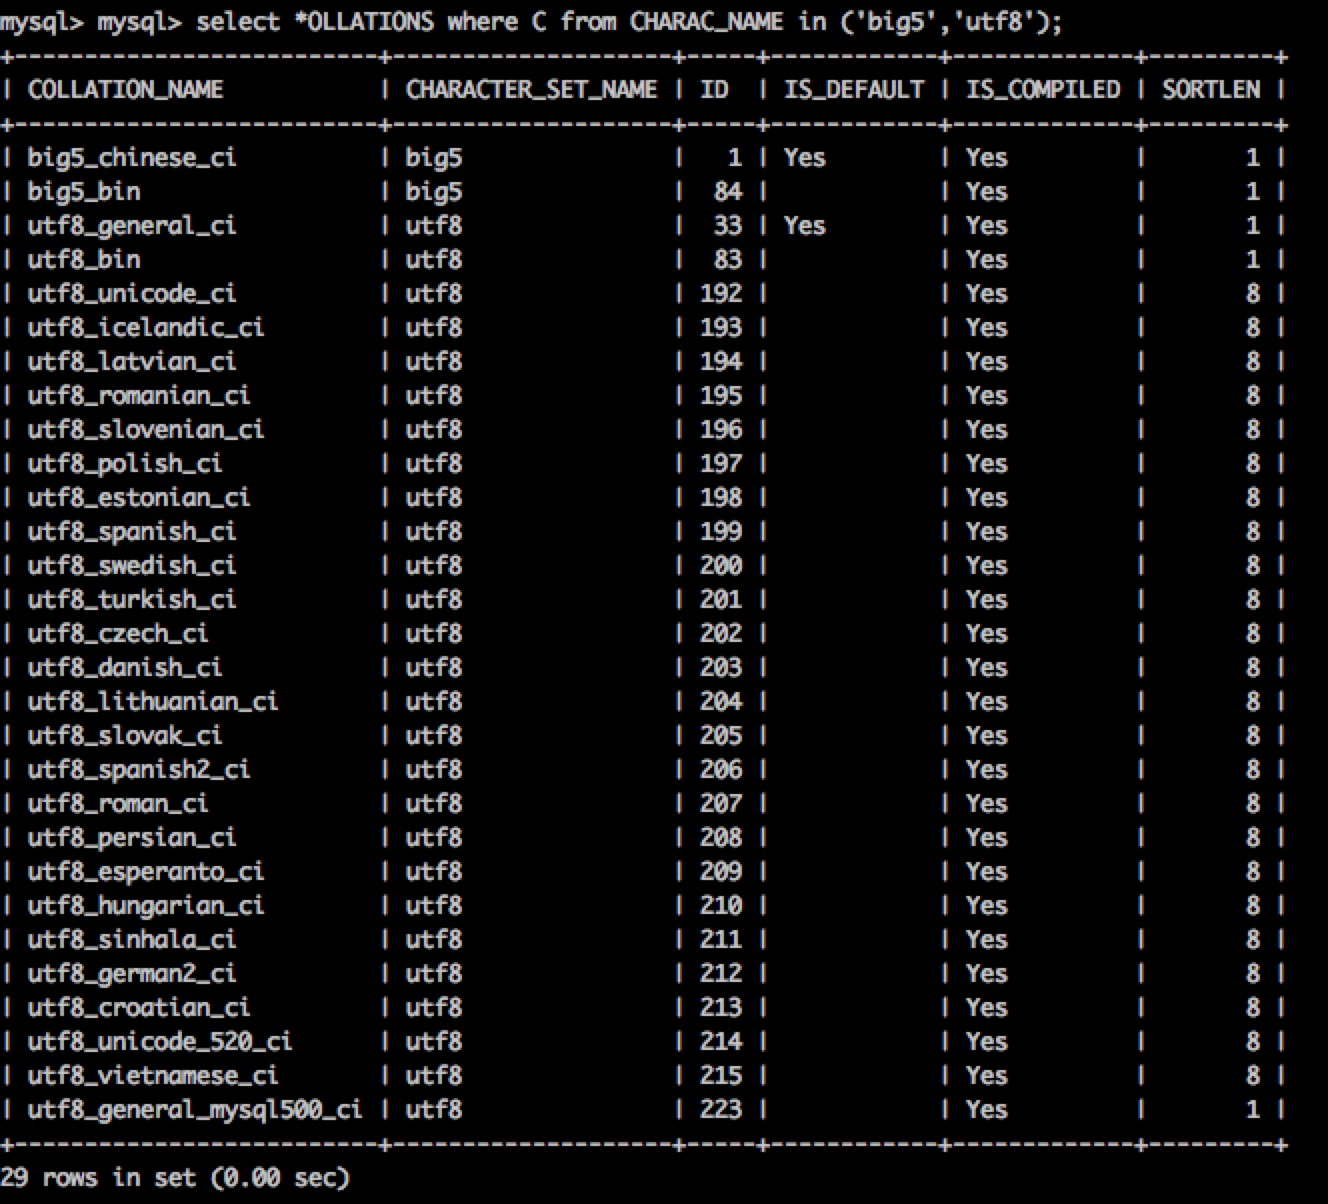 mysql> mysql> select *OLLATIONS where C from CHARAC_NAME in ('big5','utf8');
+--------------------------+--------------------+-----+------------+-------------+---------+
| COLLATION_NAME           | CHARACTER_SET_NAME | ID  | IS_DEFAULT | IS_COMPILED | SORTLEN |
+--------------------------+--------------------+-----+------------+-------------+---------+
| big5_chinese_ci          | big5               |   1 | Yes        | Yes         |       1 |
| big5_bin                 | big5               |  84 |            | Yes         |       1 |
| utf8_general_ci          | utf8               |  33 | Yes        | Yes         |       1 |
| utf8_bin                 | utf8               |  83 |            | Yes         |       1 |
| utf8_unicode_ci          | utf8               | 192 |            | Yes         |       8 |
| utf8_icelandic_ci        | utf8               | 193 |            | Yes         |       8 |
| utf8_latvian_ci          | utf8               | 194 |            | Yes         |       8 |
| utf8_romanian_ci         | utf8               | 195 |            | Yes         |       8 |
| utf8_slovenian_ci        | utf8               | 196 |            | Yes         |       8 |
| utf8_polish_ci           | utf8               | 197 |            | Yes         |       8 |
| utf8_estonian_ci         | utf8               | 198 |            | Yes         |       8 |
| utf8_spanish_ci          | utf8               | 199 |            | Yes         |       8 |
| utf8_swedish_ci          | utf8               | 200 |            | Yes         |       8 |
| utf8_turkish_ci          | utf8               | 201 |            | Yes         |       8 |
| utf8_czech_ci            | utf8               | 202 |            | Yes         |       8 |
| utf8_danish_ci           | utf8               | 203 |            | Yes         |       8 |
| utf8_lithuanian_ci       | utf8               | 204 |            | Yes         |       8 |
| utf8_slovak_ci           | utf8               | 205 |            | Yes         |       8 |
| utf8_spanish2_ci         | utf8               | 206 |            | Yes         |       8 |
| utf8_roman_ci            | utf8               | 207 |            | Yes         |       8 |
| utf8_persian_ci          | utf8               | 208 |            | Yes         |       8 |
| utf8_esperanto_ci        | utf8               | 209 |            | Yes         |       8 |
| utf8_hungarian_ci        | utf8               | 210 |            | Yes         |       8 |
| utf8_sinhala_ci          | utf8               | 211 |            | Yes         |       8 |
| utf8_german2_ci          | utf8               | 212 |            | Yes         |       8 |
| utf8_croatian_ci         | utf8               | 213 |            | Yes         |       8 |
| utf8_unicode_520_ci      | utf8               | 214 |            | Yes         |       8 |
| utf8_vietnamese_ci       | utf8               | 215 |            | Yes         |       8 |
| utf8_general_mysql500_ci | utf8               | 223 |            | Yes         |       1 |
+--------------------------+--------------------+-----+------------+-------------+---------+
29 rows in set (0.00 sec)